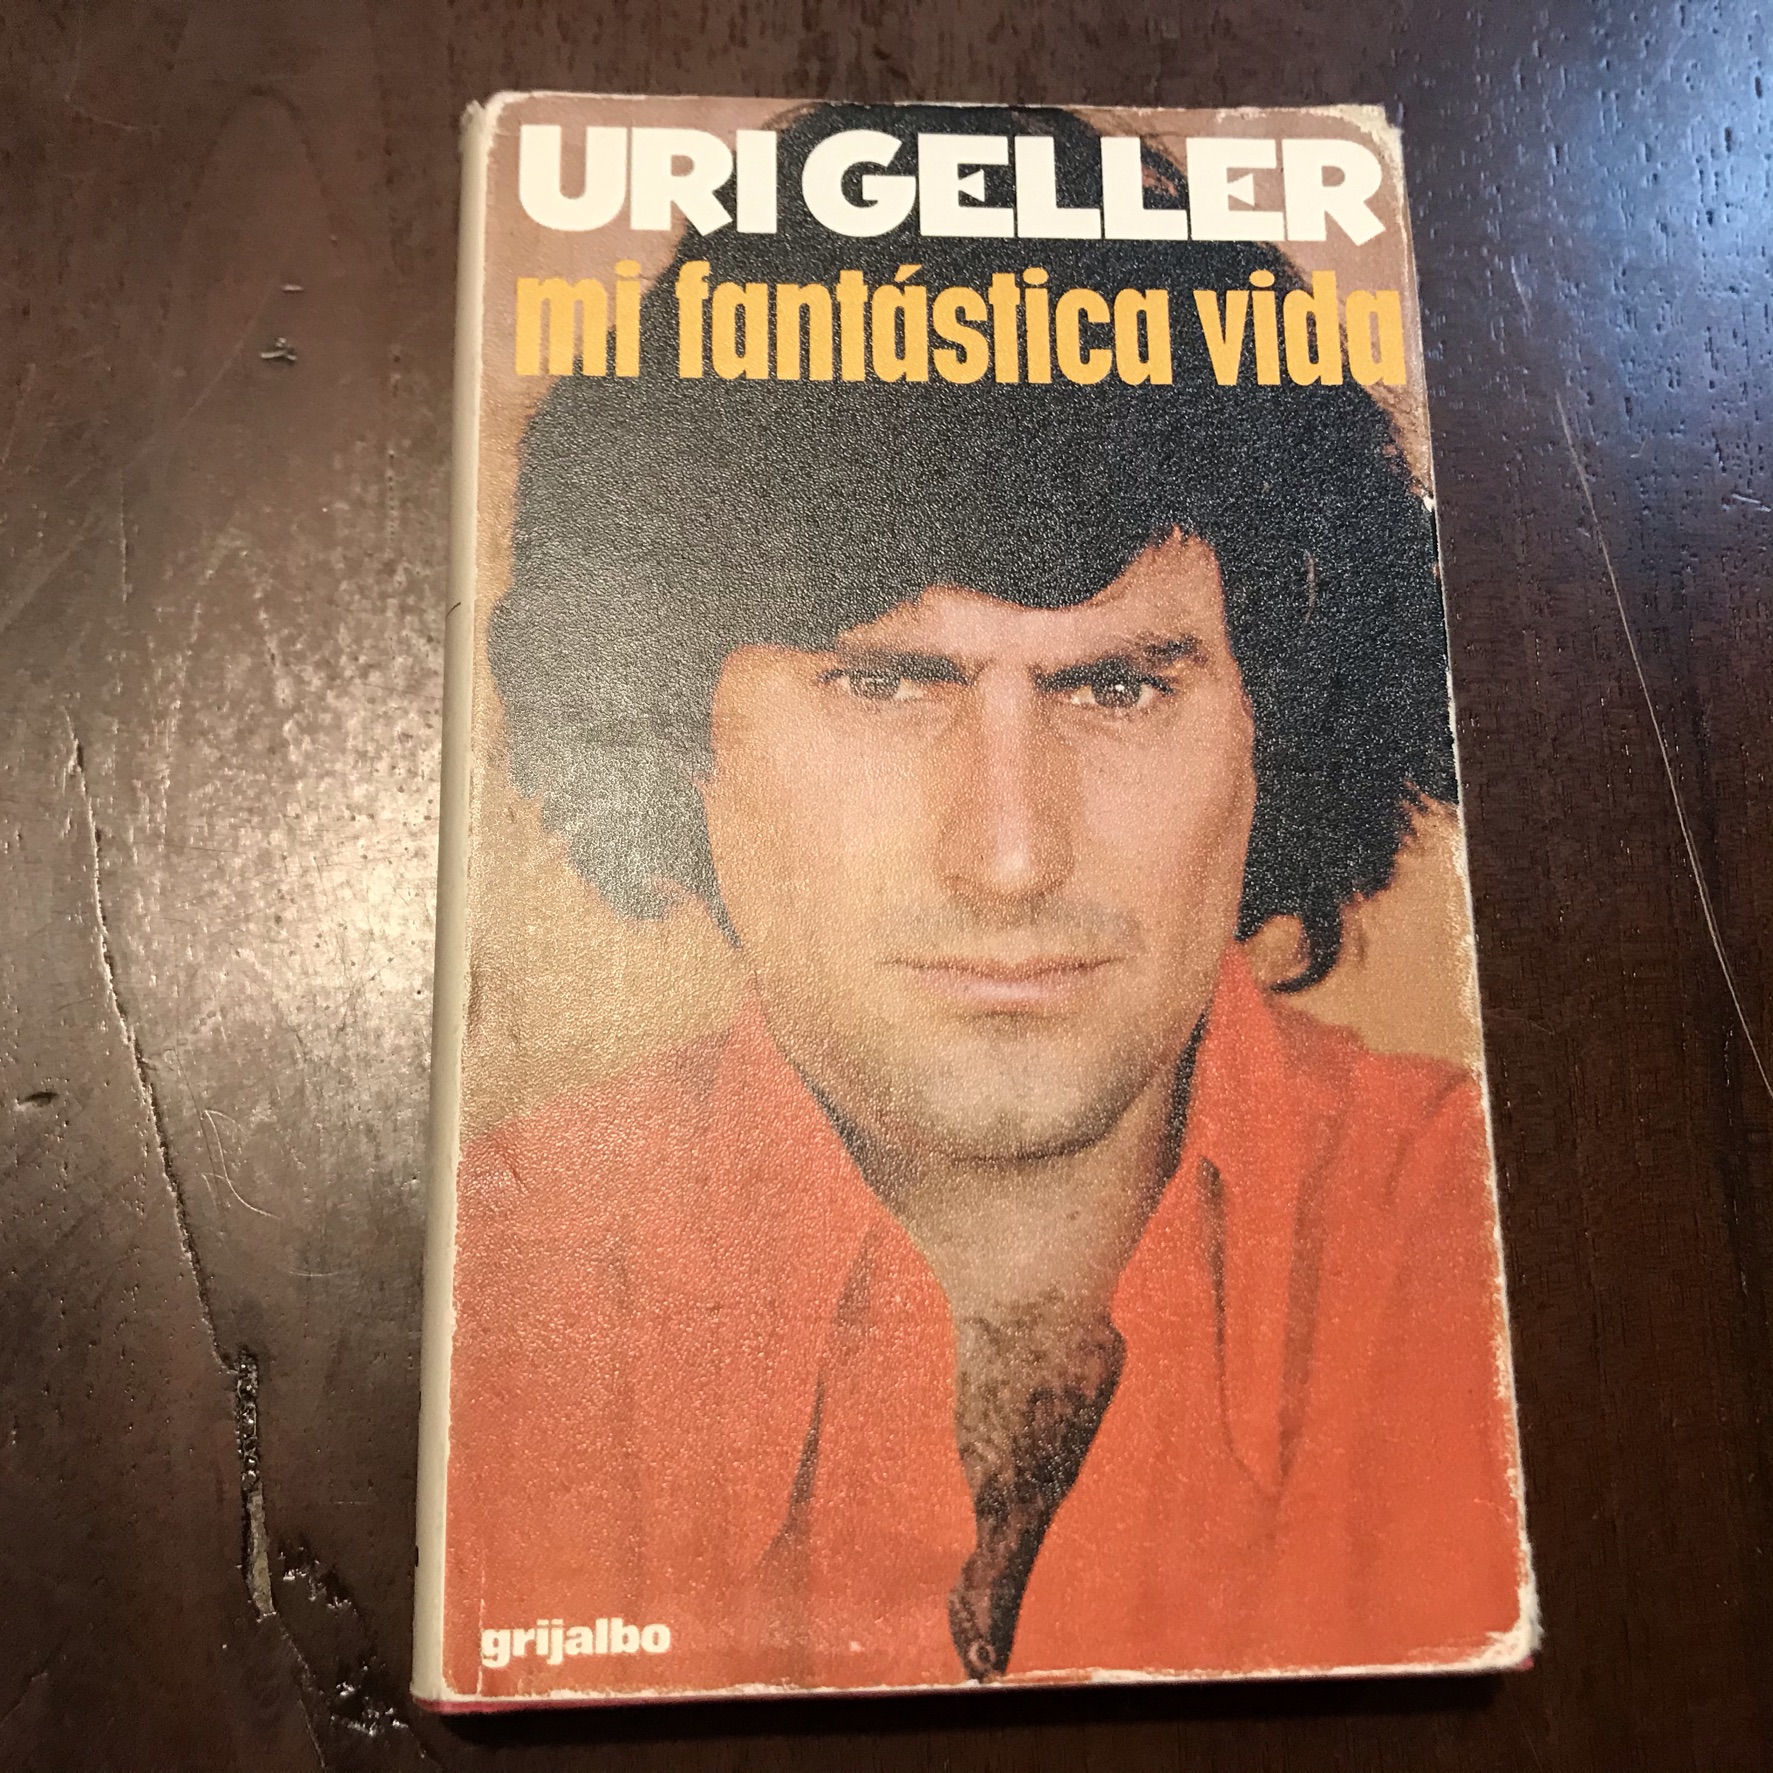 URI GELLER
mi fantástica vida
grijalbo